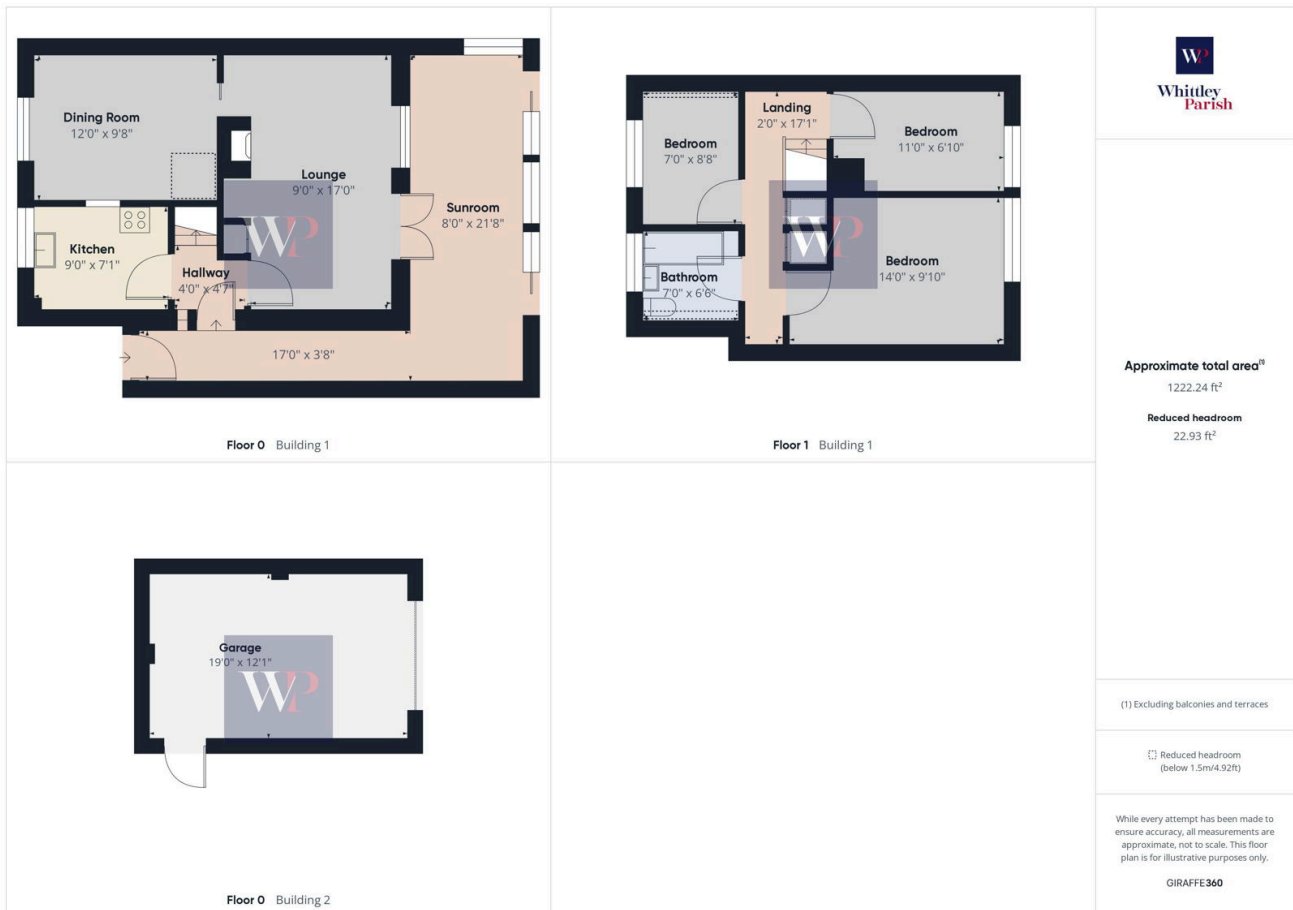 Dining Room
12'0" x 9'8"
Lounge
9'0" x 17'0"
Sunroom
8'0" x 21'8"
Kitchen
9'0" x 7'1"
Hallway
4'0" x 4'7"
17'0" x 3'8"
WP
Floor 0 Building 1
Landing
2'0" x 17'1"
Bedroom
7'0" x 8'8"
Bedroom
11'0" x 6'10"
Bathroom
7'0" x 6'6"
Bedroom
14'0" x 9'10"
WP
Floor 1 Building 1
Garage
19'0" x 12'1"
WP
Floor 0 Building 2
WP
Whittley
Parish
Approximate total area(1)
1222.24 ft²
Reduced headroom
22.93 ft²
(1) Excluding balconies and terraces
Reduced headroom
(below 1.5m/4.92ft)
While every attempt has been made to
ensure accuracy, all measurements are
approximate, not to scale. This floor
plan is for illustrative purposes only.
GIRAFFE360